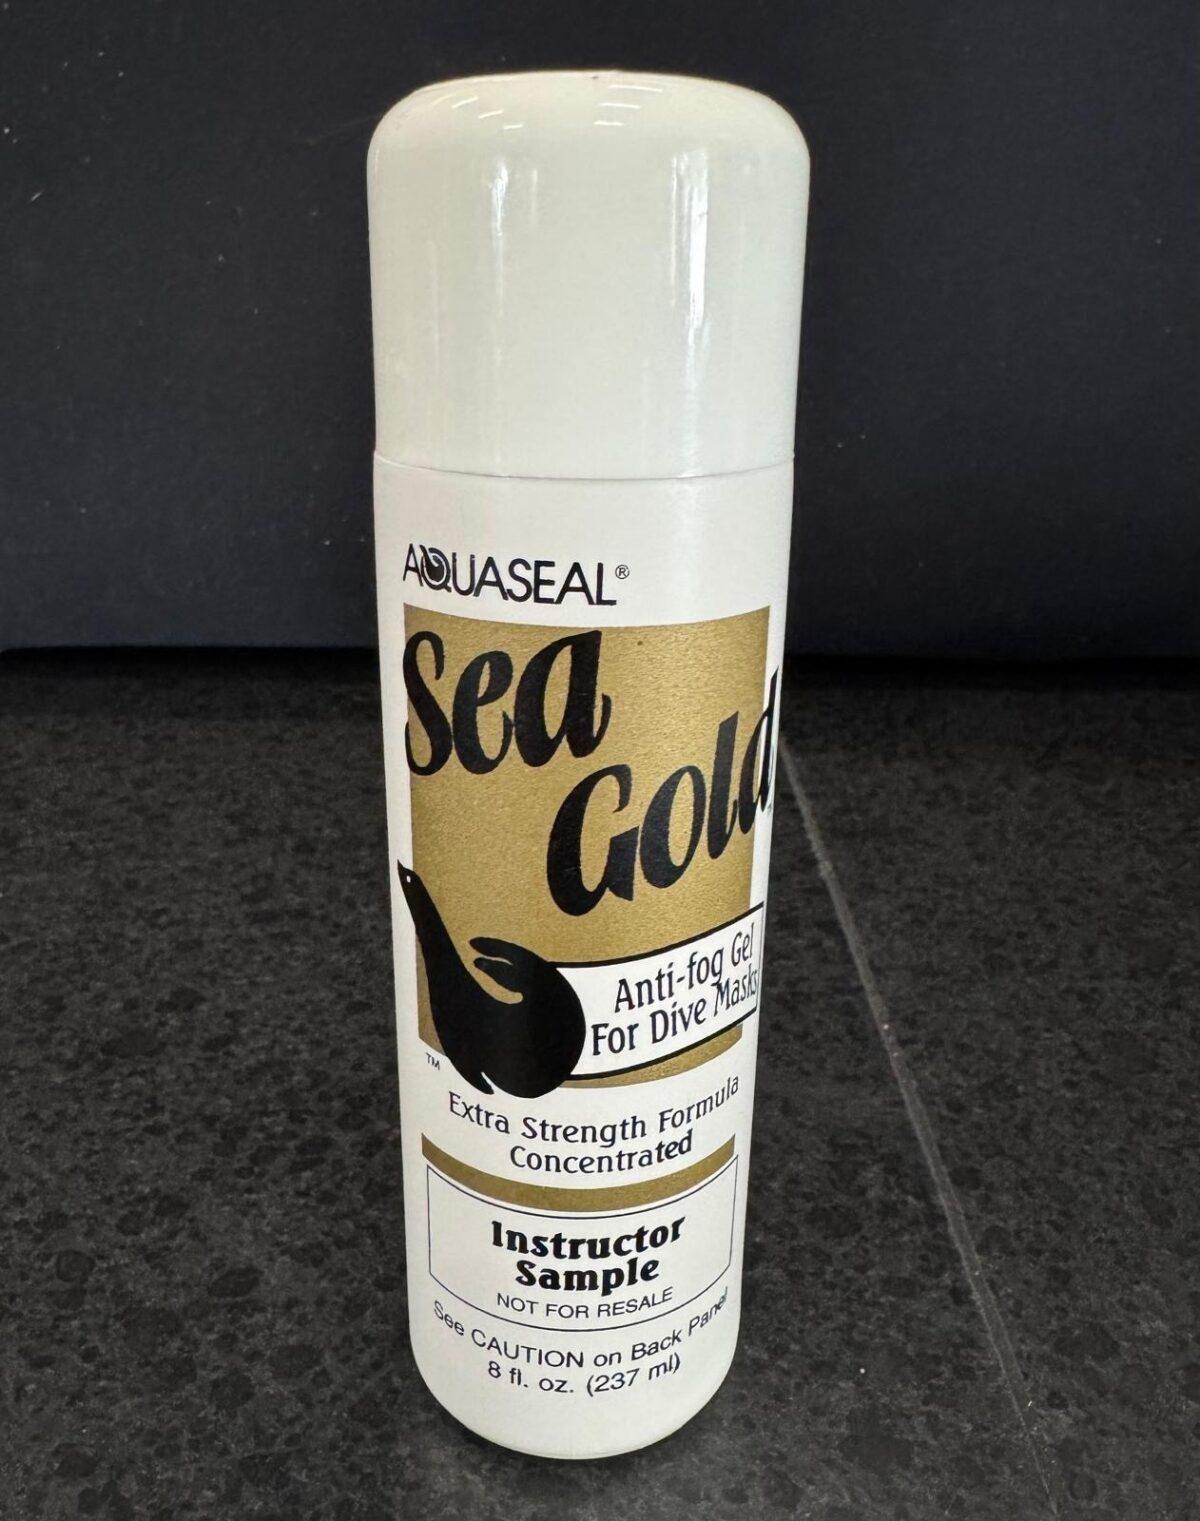 AQUASEAL®
Sea
Gold
Anti-fog Gel
For Dive Masks
™
Extra Strength Formula
Concentrated
Instructor
Sample
NOT FOR RESALE
See CAUTION on Back Panel
8 fl. oz. (237 ml)